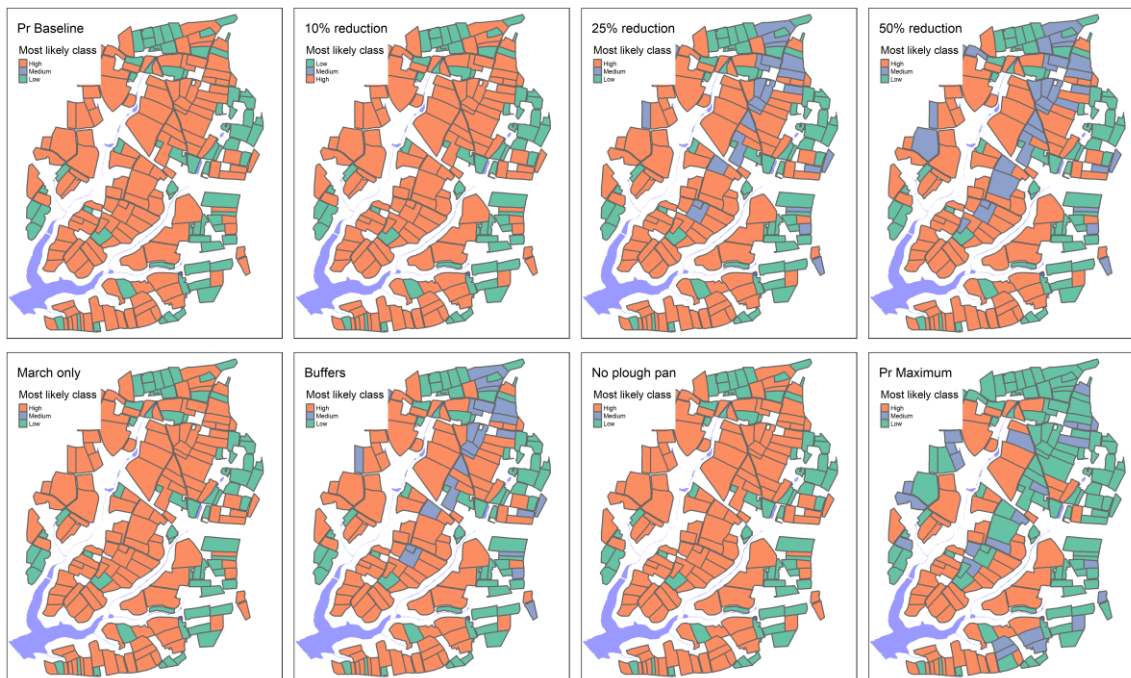 Pr Baseline
Most likely class
High
Medium
Low
10% reduction
Most likely class
Low
Medium
High
25% reduction
Most likely class
High
Medium
Low
50% reduction
Most likely class
High
Medium
Low
March only
Most likely class
High
Medium
Low
Buffers
Most likely class
High
Medium
Low
No plough pan
Most likely class
High
Medium
Low
Pr Maximum
Most likely class
High
Medium
Low